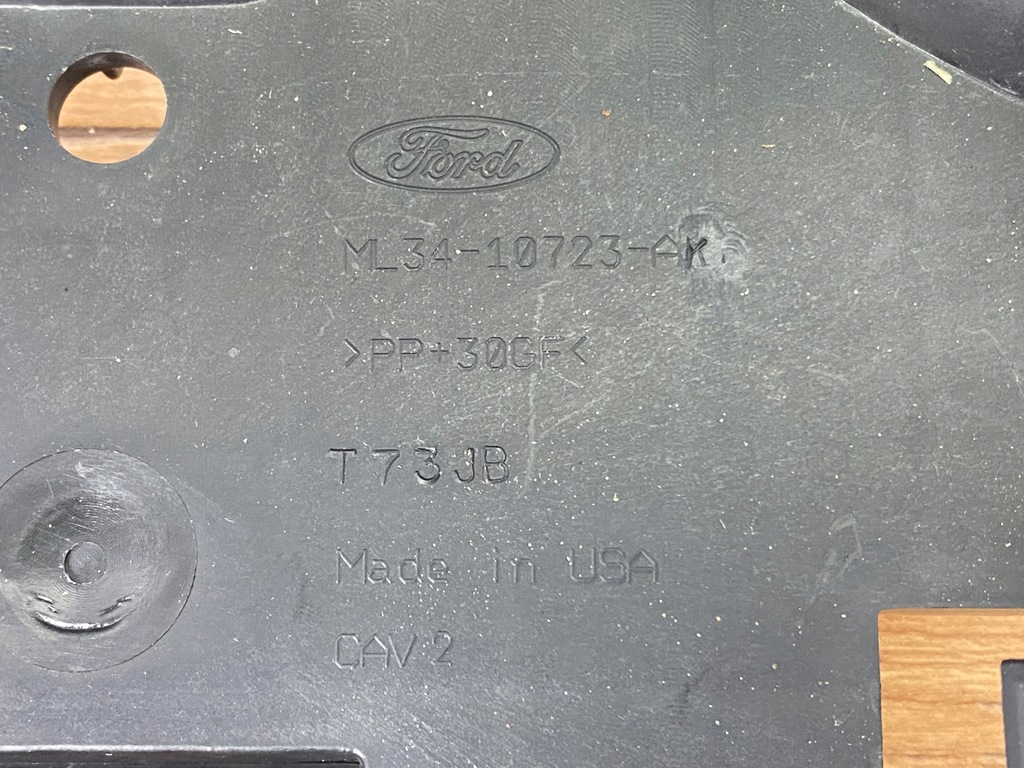 Ford
ML34-10723-AK
>PP+30GF<
T73JB
Made in USA
CAV 2